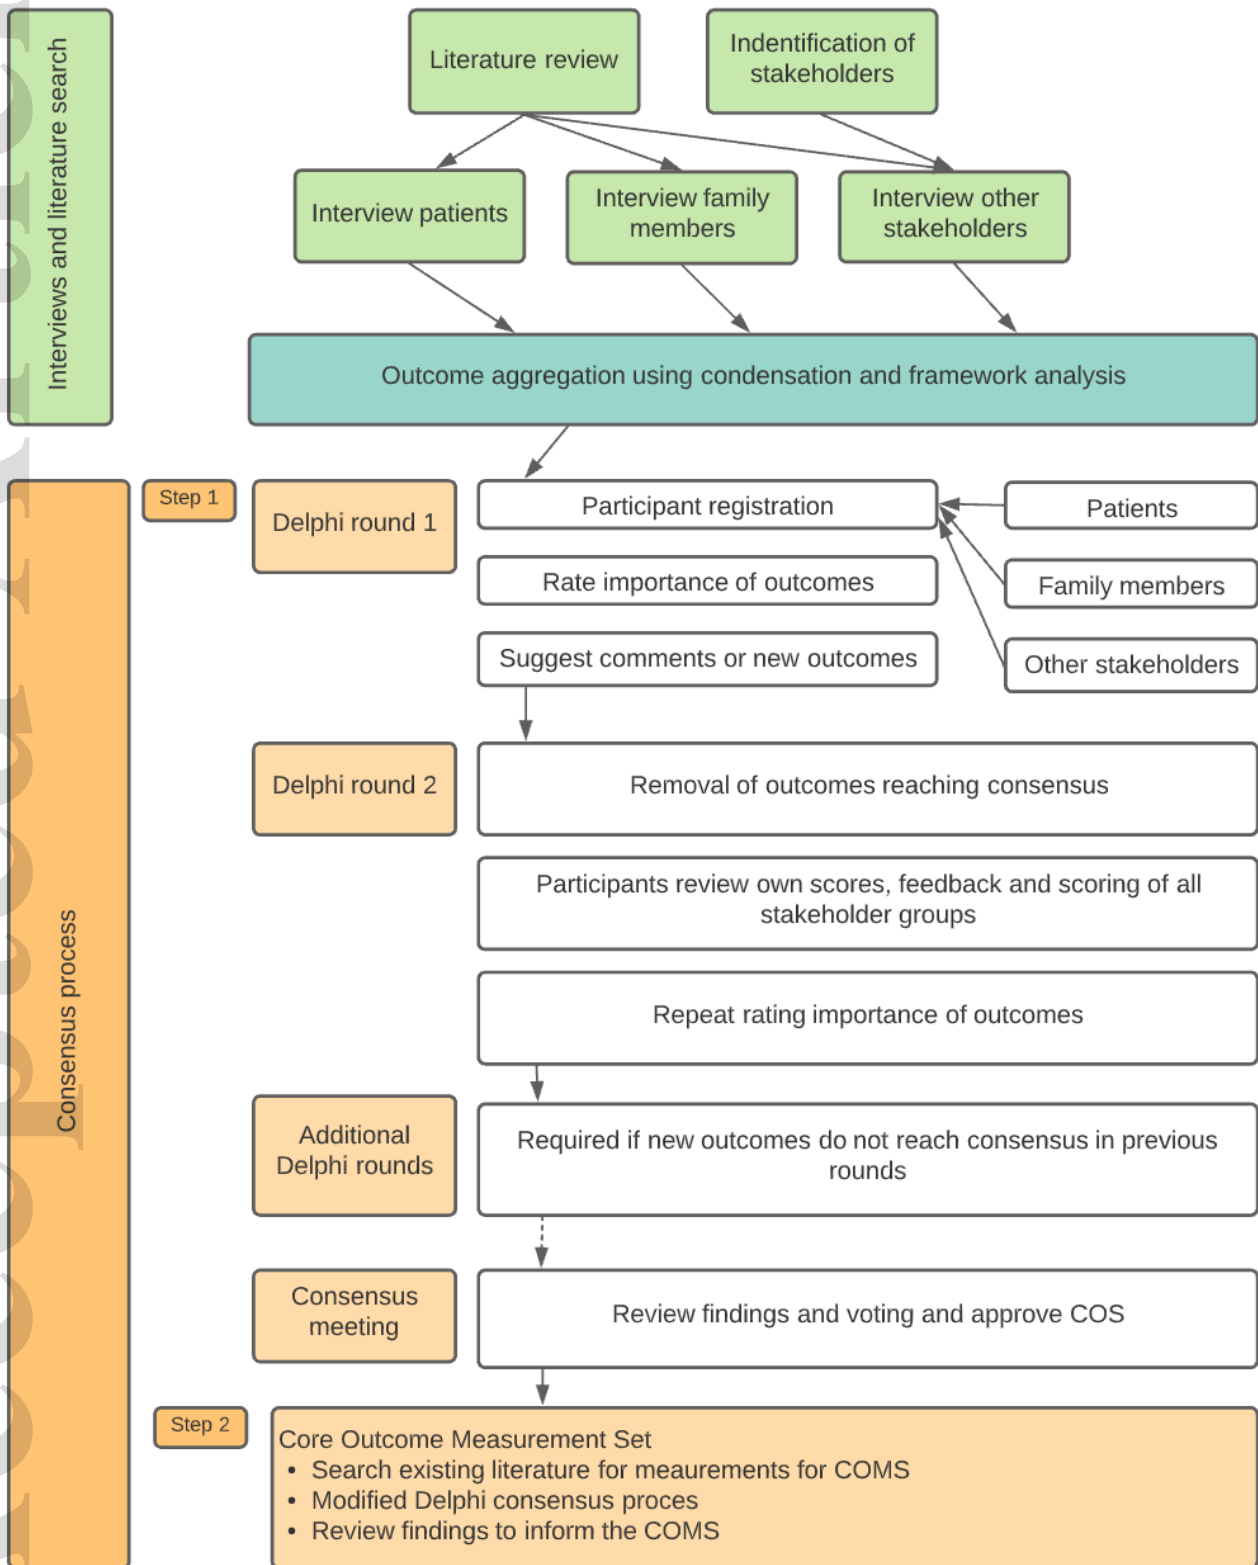 Interviews and literature search
Literature review
Indentification of
stakeholders
Interview patients
Interview family
members
Interview other
stakeholders
Outcome aggregation using condensation and framework analysis
Consensus process
Step 1
Delphi round 1
Participant registration
Patients
Rate importance of outcomes
Family members
Suggest comments or new outcomes
Other stakeholders
Delphi round 2
Removal of outcomes reaching consensus
Participants review own scores, feedback and scoring of all
stakeholder groups
Repeat rating importance of outcomes
Additional
Delphi rounds
Required if new outcomes do not reach consensus in previous
rounds
Consensus
meeting
Review findings and voting and approve COS
Step 2
Core Outcome Measurement Set
• Search existing literature for meaurements for COMS
• Modified Delphi consensus proces
• Review findings to inform the COMS